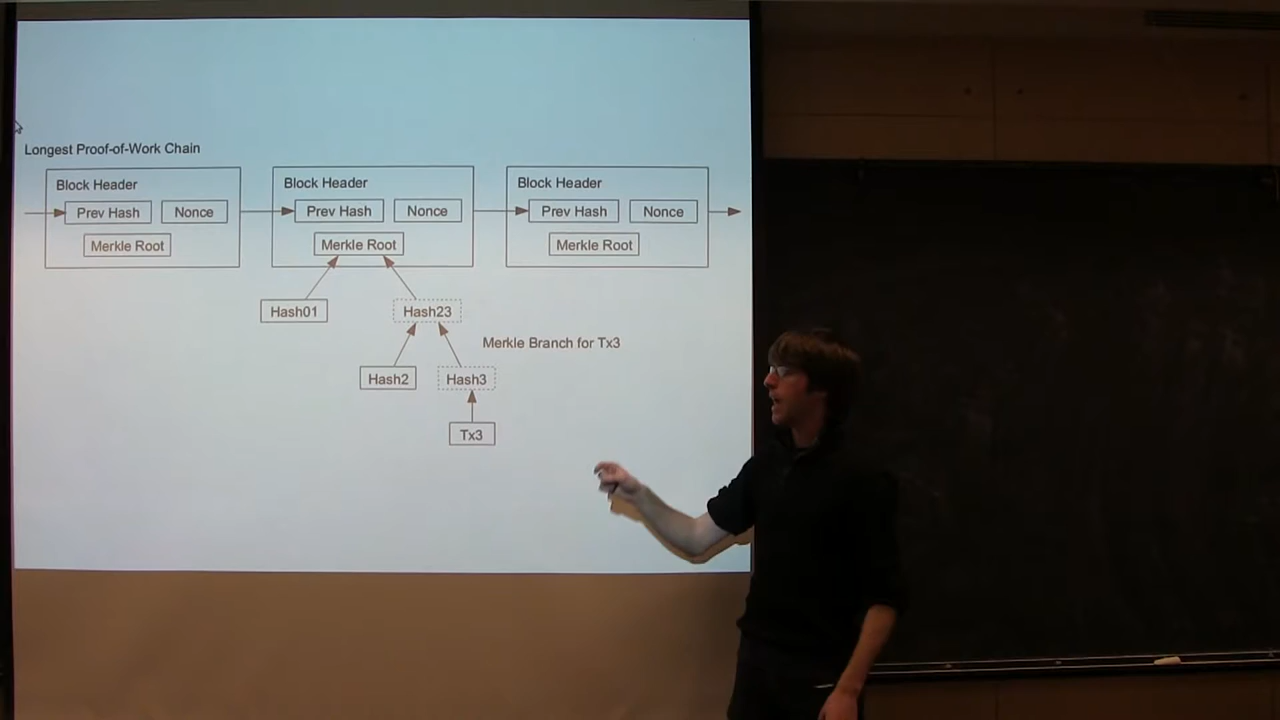 Longest Proof-of-Work Chain
Block Header
Block Header
Block Header
Prev Hash
Nonce
Prev Hash
Nonce
Prev Hash
Nonce
Merkle Root
Merkle Root
Merkle Root
Hash01
Hash23
Merkle Branch for Tx3
Hash2
Hash3
Tx3